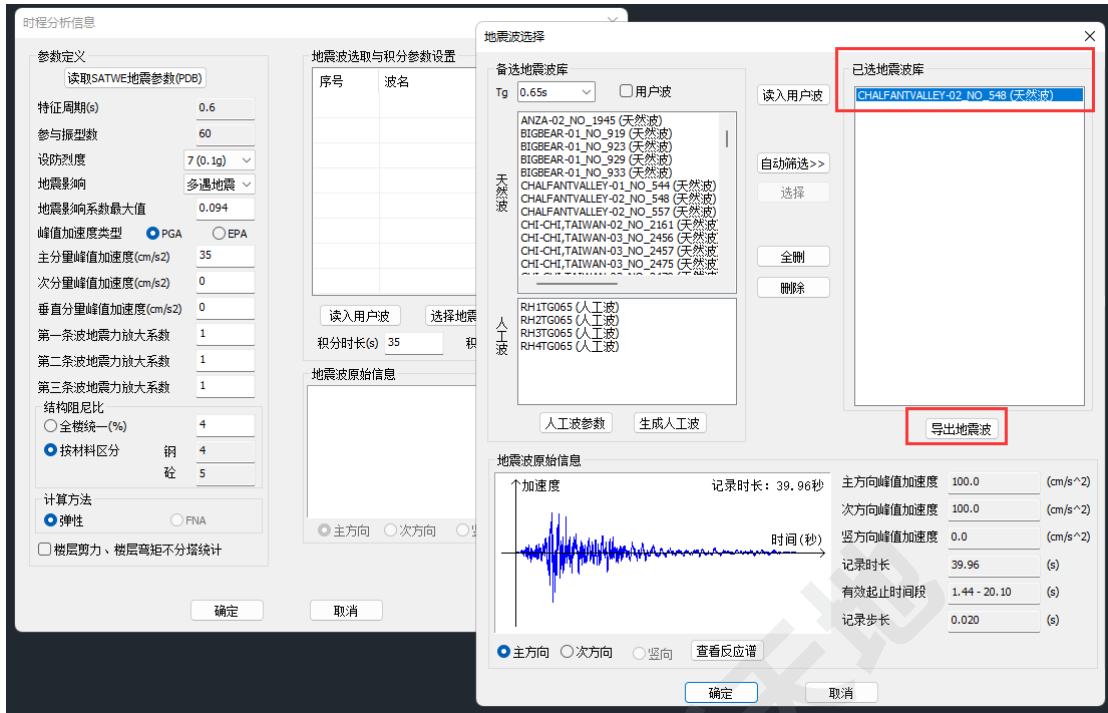 时程分析信息
参数定义
读取SATWE地震参数(PDB)
特征周期(s) 0.6
参与振型数 60
设防烈度 7 (0.1g)
地震影响 多遇地震
地震影响系数最大值 0.094
峰值加速度类型 PGA EPA
主分量峰值加速度(cm/s2) 35
次分量峰值加速度(cm/s2) 0
垂直分量峰值加速度(cm/s2) 0
第一条波地震力放大系数 1
第二条波地震力放大系数 1
第三条波地震力放大系数 1
结构阻尼比
全楼统一(%) 4
按材料区分 钢 4
砼 5
计算方法
弹性 FNA
楼层剪力、楼层弯矩不分塔统计
确定 取消
地震波选取与积分参数设置
序号 波名
读入用户波 选择地震
积分时长(s) 35 积
地震波原始信息
主方向 次方向
地震波选择
备选地震波库
Tg 0.65s 用户波
天然波
ANZA-02_NO_1945 (天然波)
BIGBEAR-01_NO_919 (天然波)
BIGBEAR-01_NO_923 (天然波)
BIGBEAR-01_NO_929 (天然波)
BIGBEAR-01_NO_933 (天然波)
CHALFANTVALLEY-01_NO_544 (天然波)
CHALFANTVALLEY-02_NO_548 (天然波)
CHALFANTVALLEY-02_NO_557 (天然波)
CHI-CHI,TAIWAN-02_NO_2161 (天然波
CHI-CHI,TAIWAN-03_NO_2456 (天然波
CHI-CHI,TAIWAN-03_NO_2457 (天然波
CHI-CHI,TAIWAN-03_NO_2475 (天然波
人工波
RH1TG065 (人工波)
RH2TG065 (人工波)
RH3TG065 (人工波)
RH4TG065 (人工波)
人工波参数 生成人工波
读入用户波
自动筛选>>
选择
全删
删除
已选地震波库
CHALFANTVALLEY-02_NO_548 (天然波)
导出地震波
地震波原始信息
加速度 记录时长: 39.96秒
时间(秒)
主方向 次方向 竖向 查看反应谱
主方向峰值加速度 100.0 (cm/s^2)
次方向峰值加速度 100.0 (cm/s^2)
竖方向峰值加速度 0.0 (cm/s^2)
记录时长 39.96 (s)
有效起止时间段 1.44 - 20.10 (s)
记录步长 0.020 (s)
确定 取消